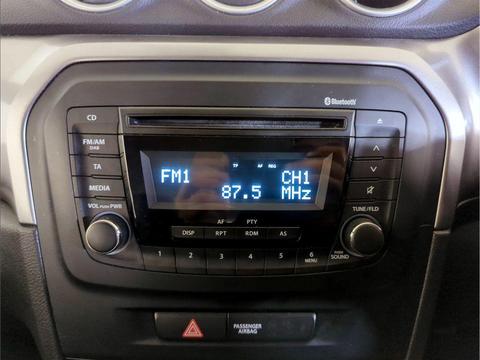 Bluetooth
CD
FM/AM
DAB
TA
MEDIA
VOL PUSH PWR
TP AF REG
FM1 CH1
87.5 MHz
TUNE/FLD
AF PTY
DISP RPT RDM AS
1 2 3 4 5 6
MENU
PUSH
SOUND
PASSENGER
AIRBAG